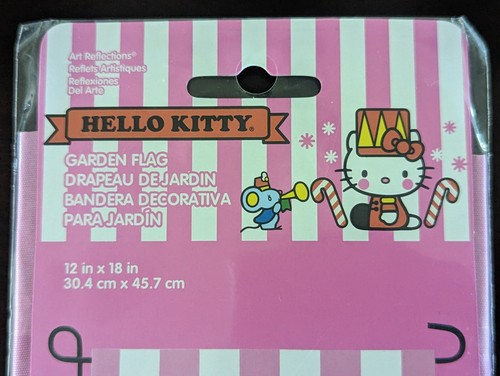 Art Reflections®
Reflets Artistiques
Reflexiones
Del Arte
HELLO KITTY®
GARDEN FLAG
DRAPEAU DE JARDIN
BANDERA DECORATIVA
PARA JARDÍN
12 in x 18 in
30.4 cm x 45.7 cm